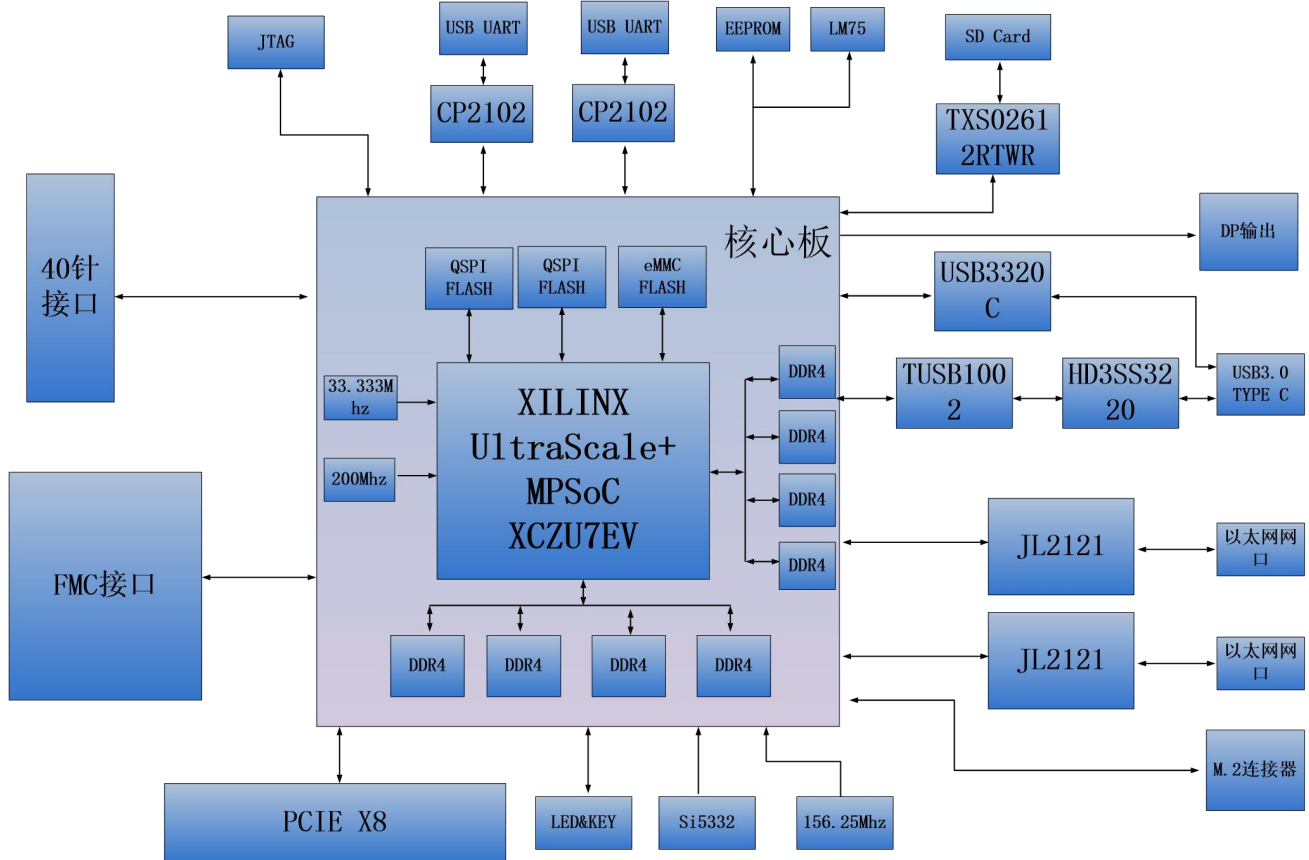 JTAG
USB UART
USB UART
EEPROM
LM75
SD Card
CP2102
CP2102
TXS0261
2RTWR
核心板
DP输出
40针
接口
QSPI
FLASH
QSPI
FLASH
eMMC
FLASH
USB3320
C
33.333M
hz
200Mhz
XILINX
UltraScale+
MPSoC
XCZU7EV
DDR4
DDR4
DDR4
DDR4
TUSB100
2
HD3SS32
20
USB3.0
TYPE C
FMC接口
JL2121
以太网网
口
DDR4
DDR4
DDR4
DDR4
JL2121
以太网网
口
M.2连接器
PCIE X8
LED&KEY
Si5332
156.25Mhz